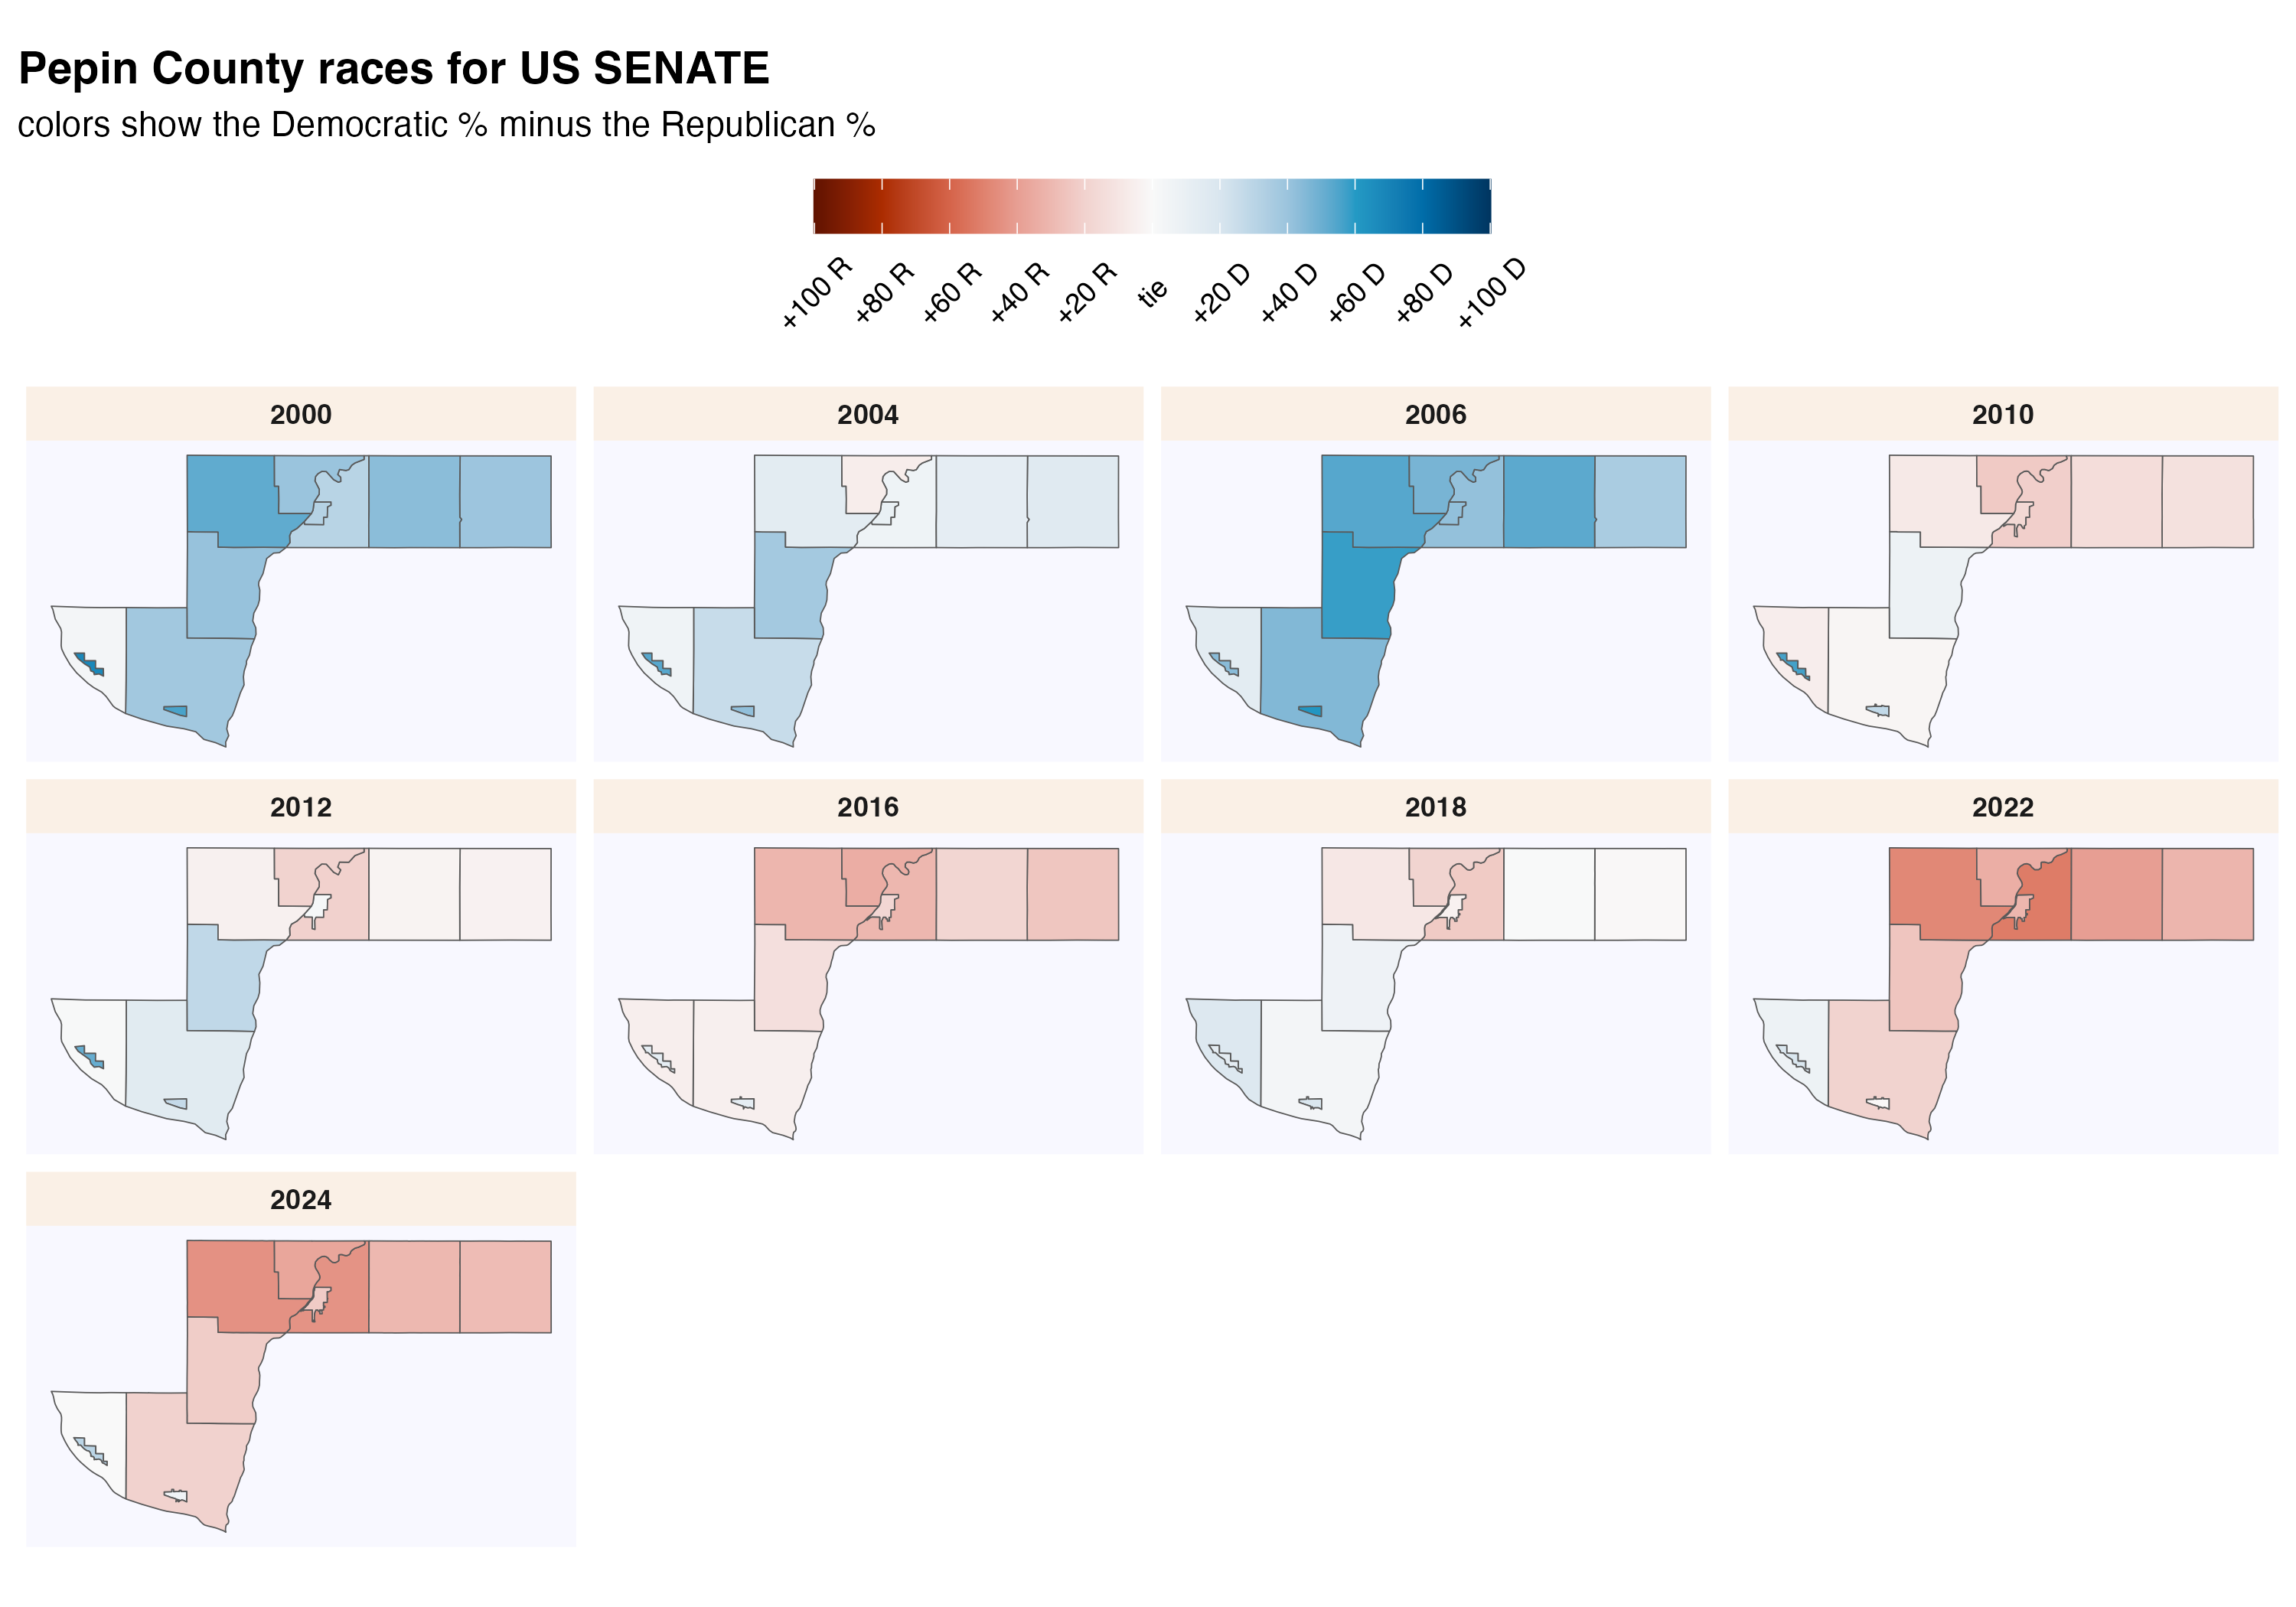 Pepin County races for US SENATE
colors show the Democratic % minus the Republican %
+100 R
+80 R
+60 R
+40 R
+20 R
tie
+20 D
+40 D
+60 D
+80 D
+100 D
2000
2004
2006
2010
2012
2016
2018
2022
2024